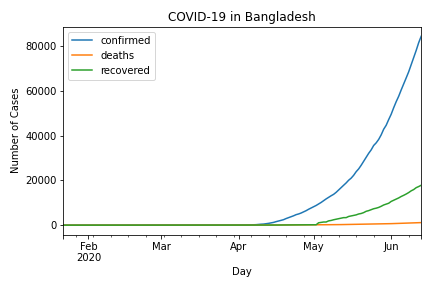 COVID-19 in Bangladesh
confirmed
deaths
recovered
Number of Cases
80000
60000
40000
20000
0
Feb
2020
Mar
Apr
May
Jun
Day